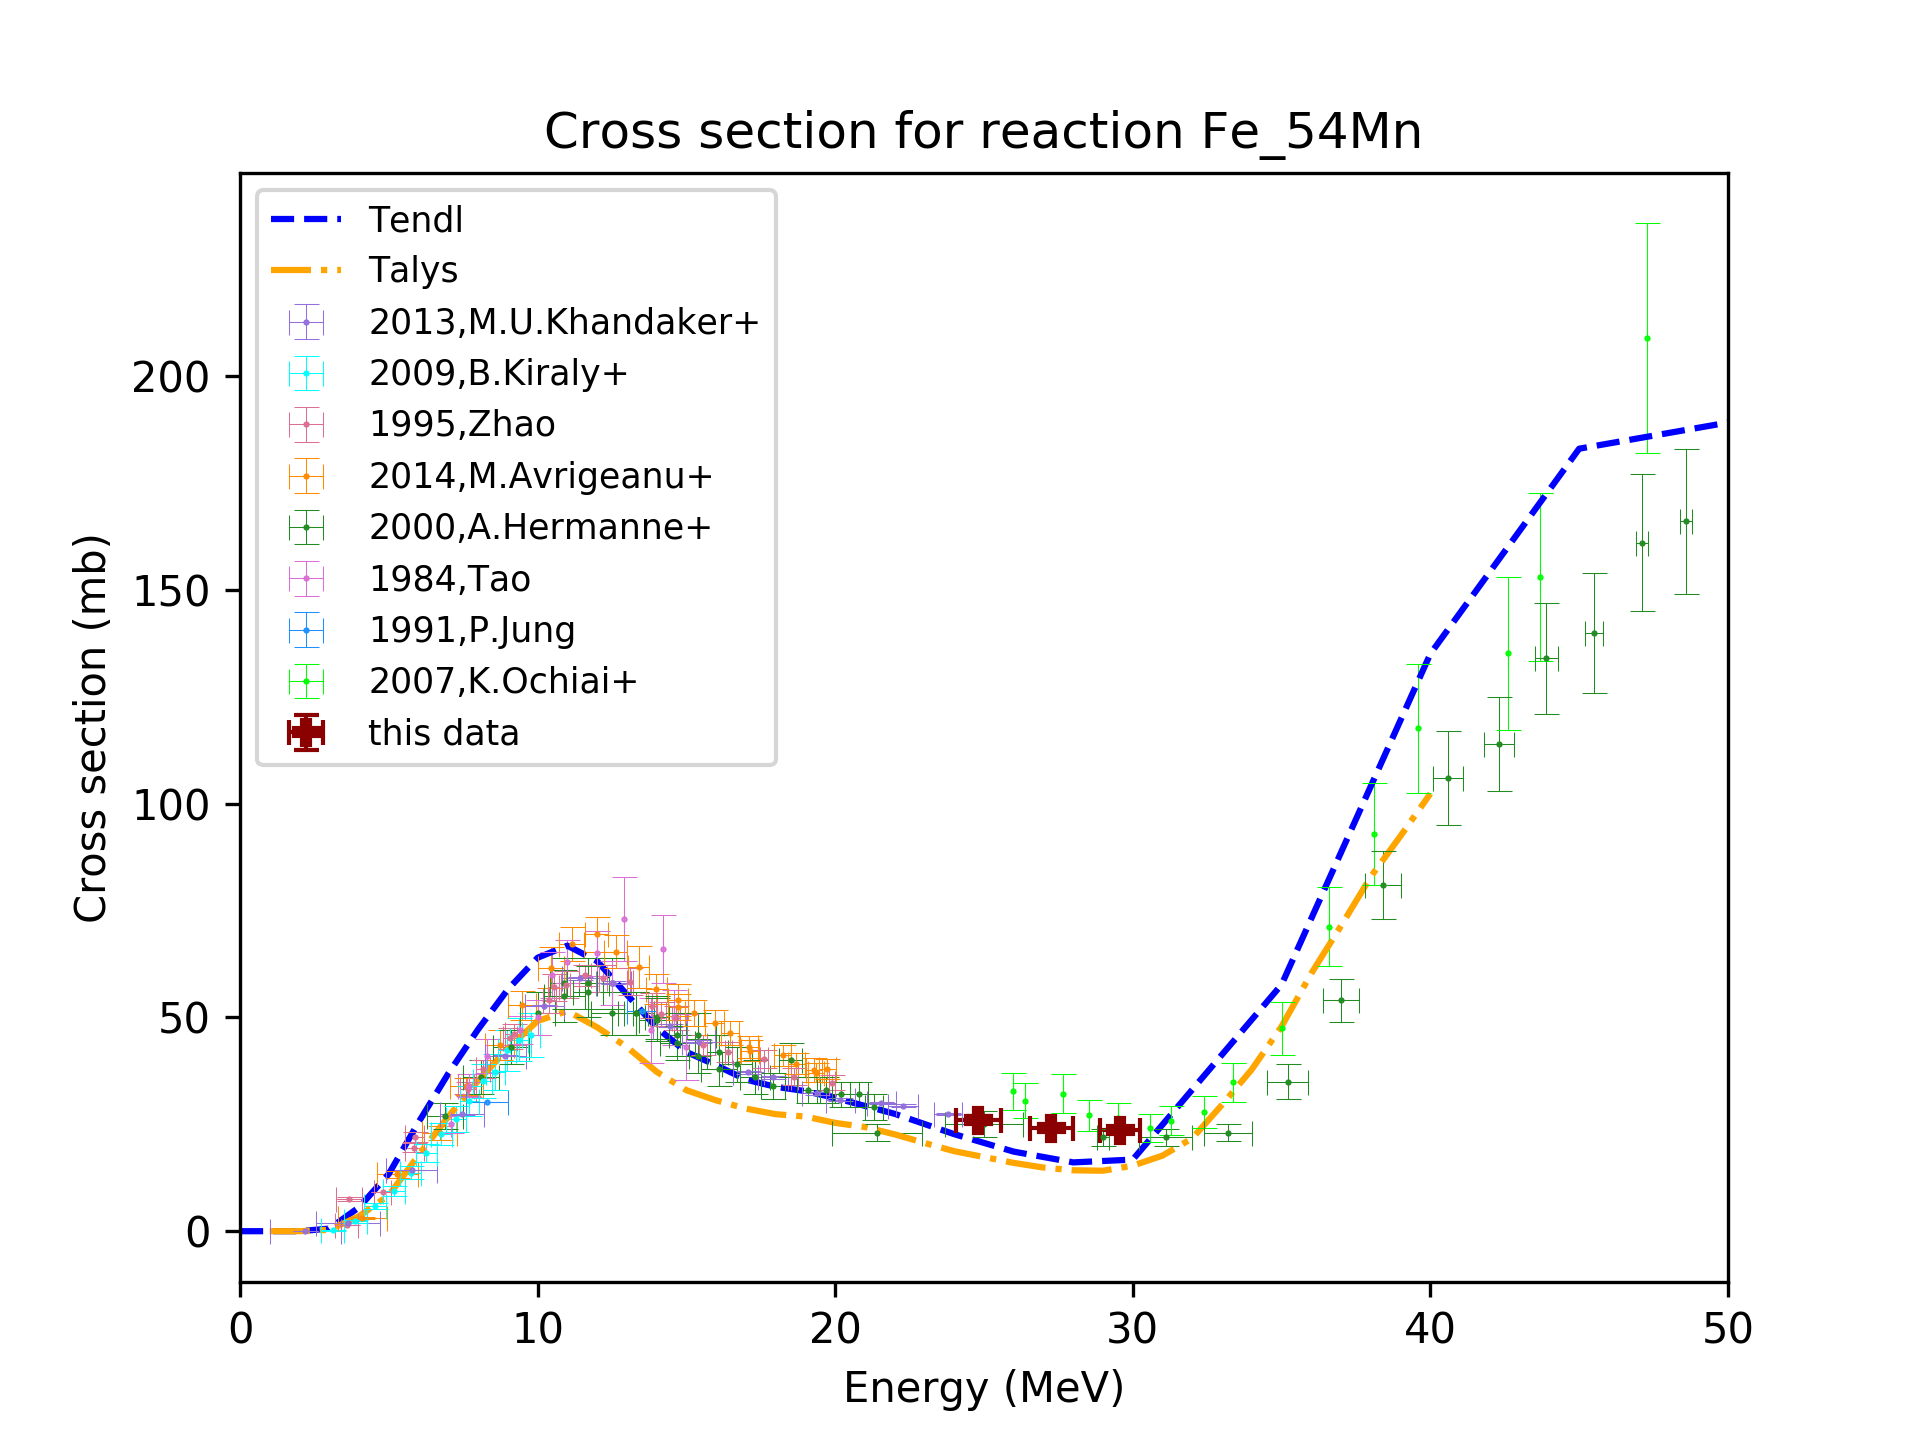 Cross section for reaction Fe_54Mn
Tendl
Talys
2013,M.U.Khandaker+
2009,B.Kiraly+
1995,Zhao
2014,M.Avrigeanu+
2000,A.Hermanne+
1984,Tao
1991,P.Jung
2007,K.Ochiai+
this data
Cross section (mb)
200
150
100
50
0
0 10 20 30 40 50
Energy (MeV)